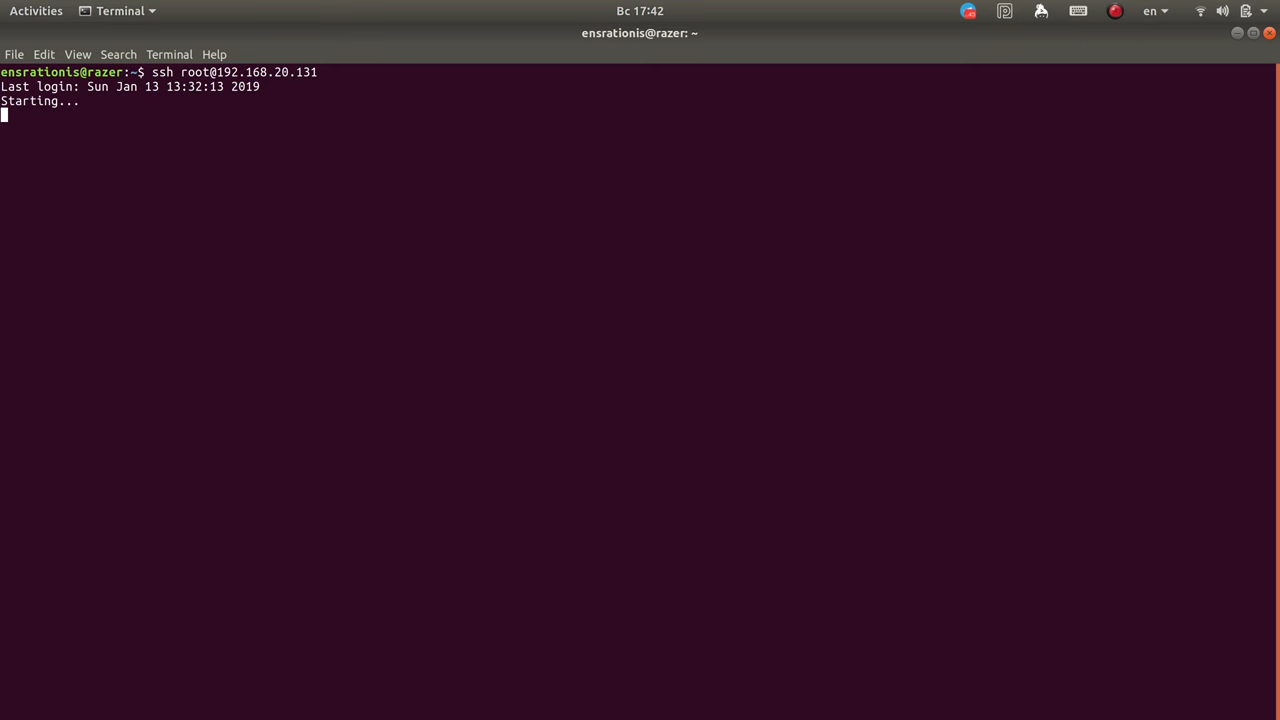 Activities Terminal Вс 17:42 en
ensrationis@razer: ~
File Edit View Search Terminal Help
ensrationis@razer:~$ ssh root@192.168.20.131
Last login: Sun Jan 13 13:32:13 2019
Starting...